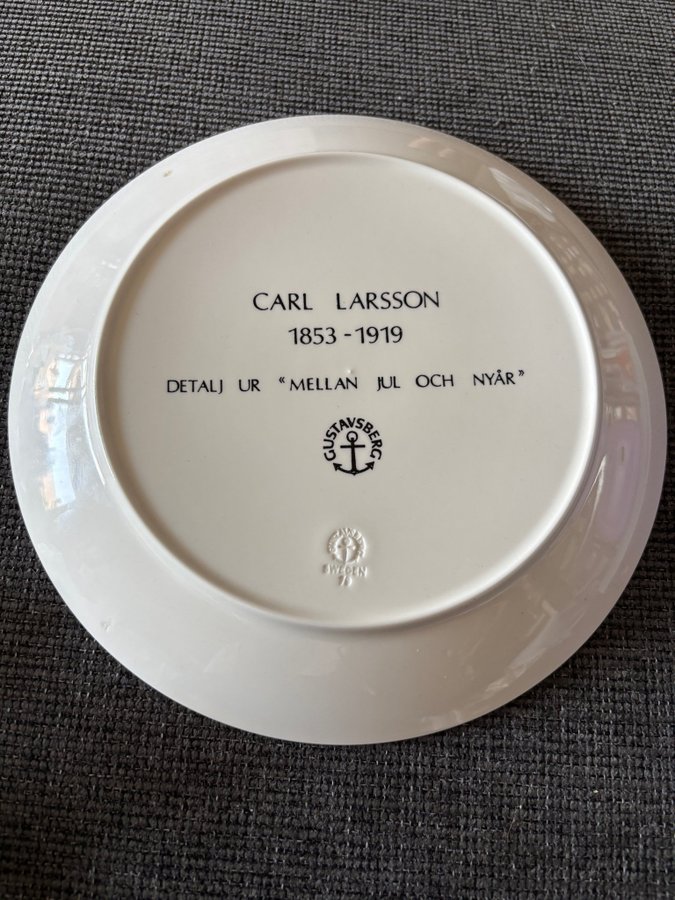 CARL LARSSON
1853-1919
DETALJ UR “MELLAN JUL OCH NYÅR”
GUSTAVSBERG
SWEDEN